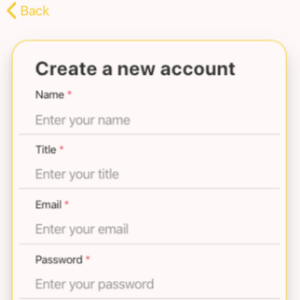 Back
Create a new account
Name *
Enter your name
Title *
Enter your title
Email *
Enter your email
Password *
Enter your password